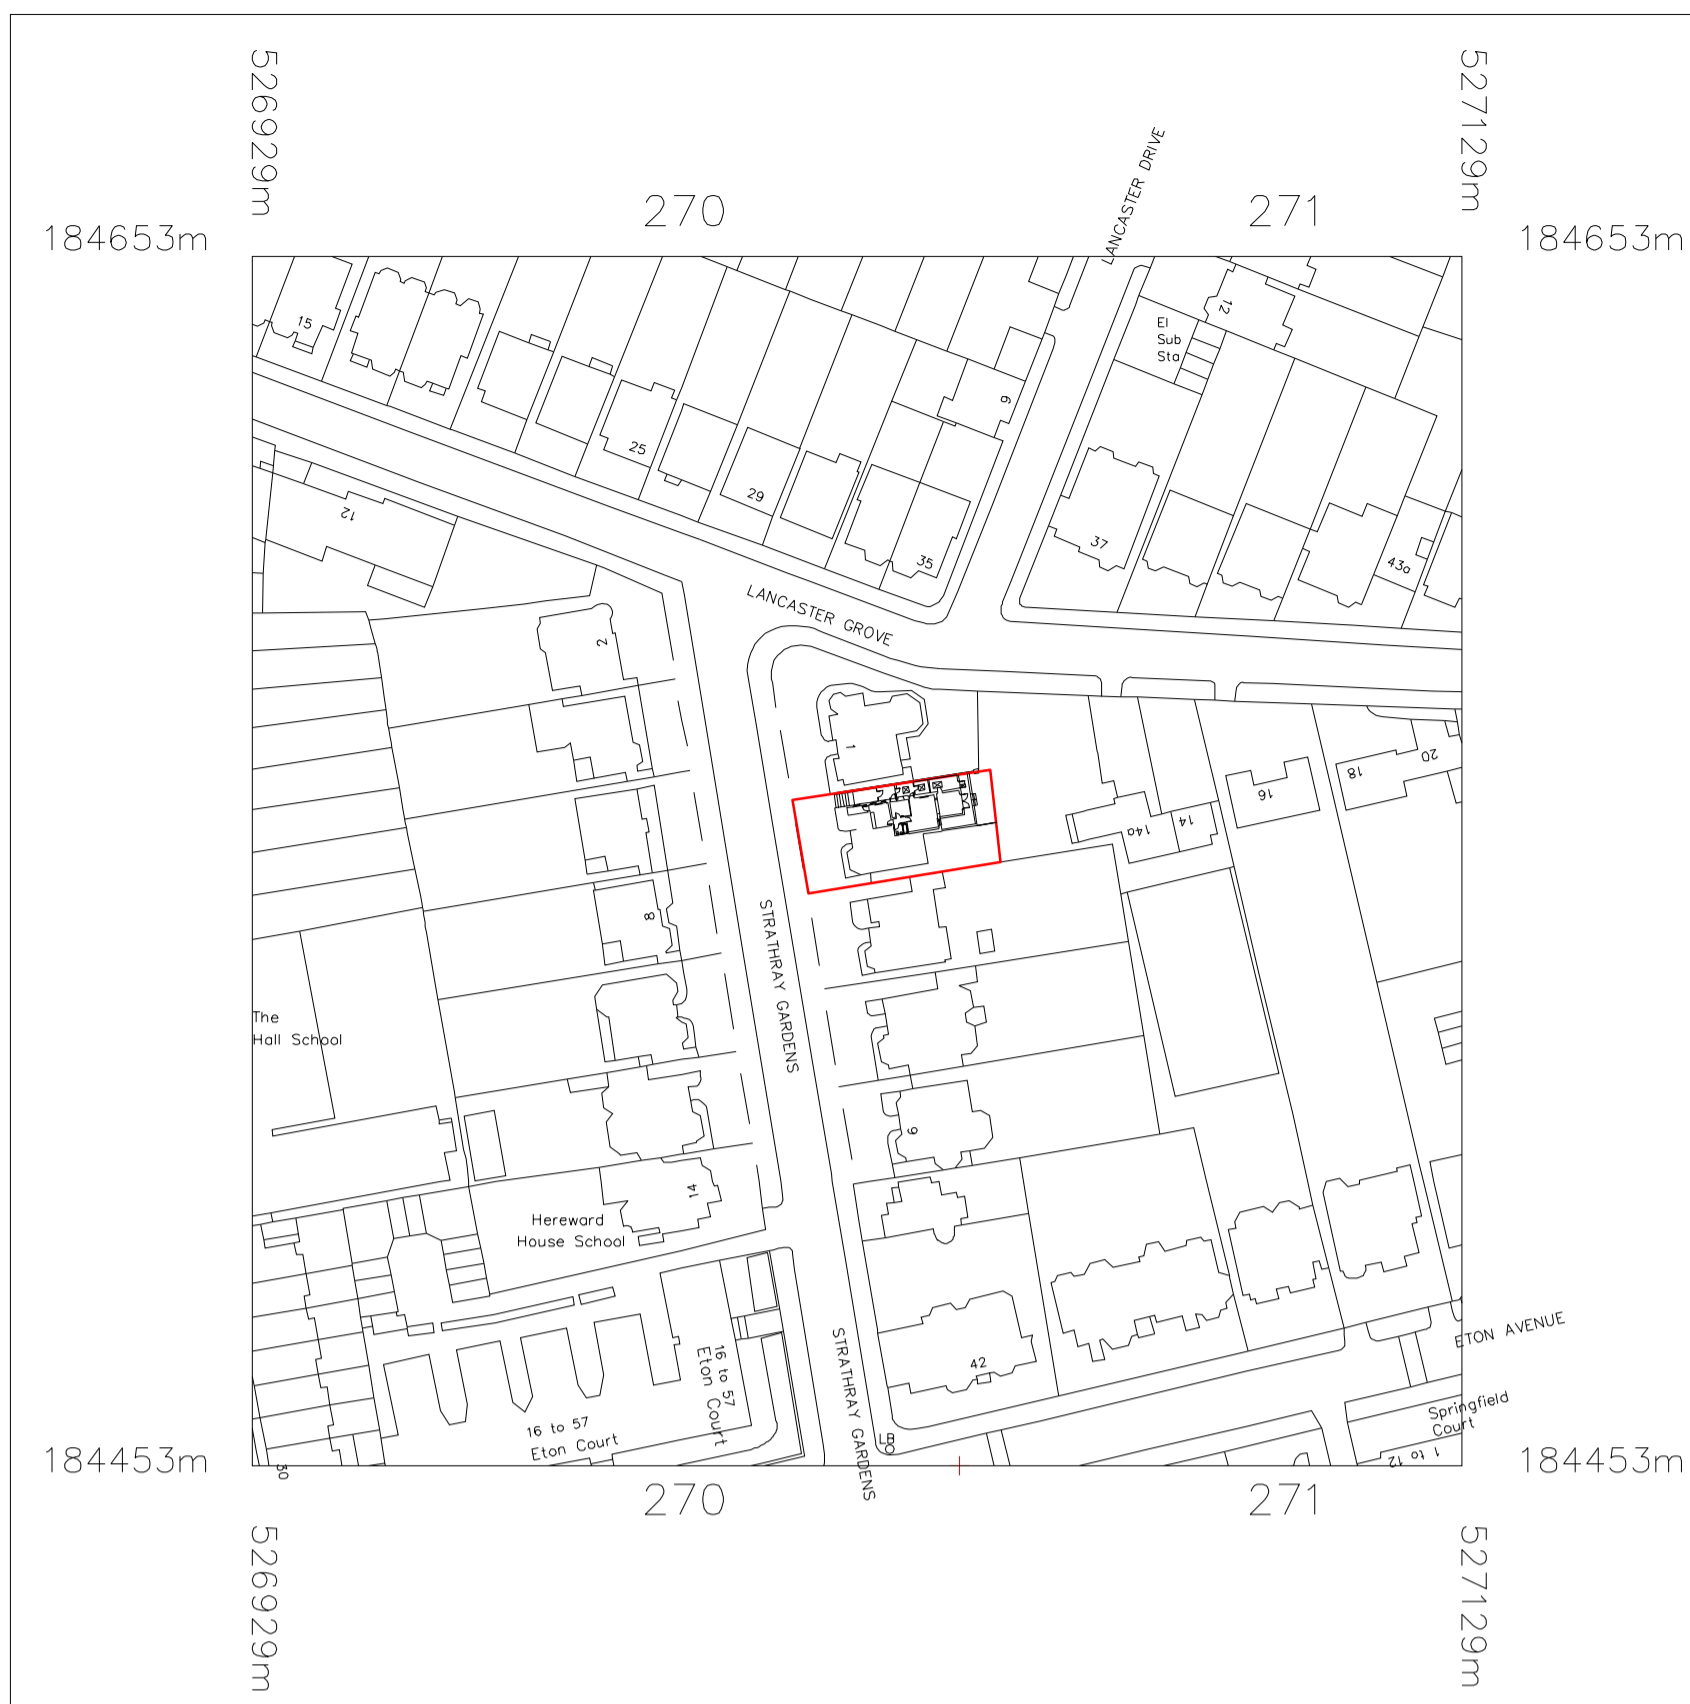 526929m
527129m
270
271
184653m
184653m
LANCASTER DRIVE
15
12
El
Sub
Sta
6
25
29
35
37
43a
12
LANCASTER GROVE
2
1
18
20
16
14a
14
8
STRATHRAY GARDENS
The
Hall School
9
14
Hereward
House School
16 to 57
Eton Court
16 to 57
Eton Court
STRATHRAY GARDENS
42
ETON AVENUE
Springfield
Court
1 to 12
LB
30
184453m
184453m
270
271
526929m
527129m